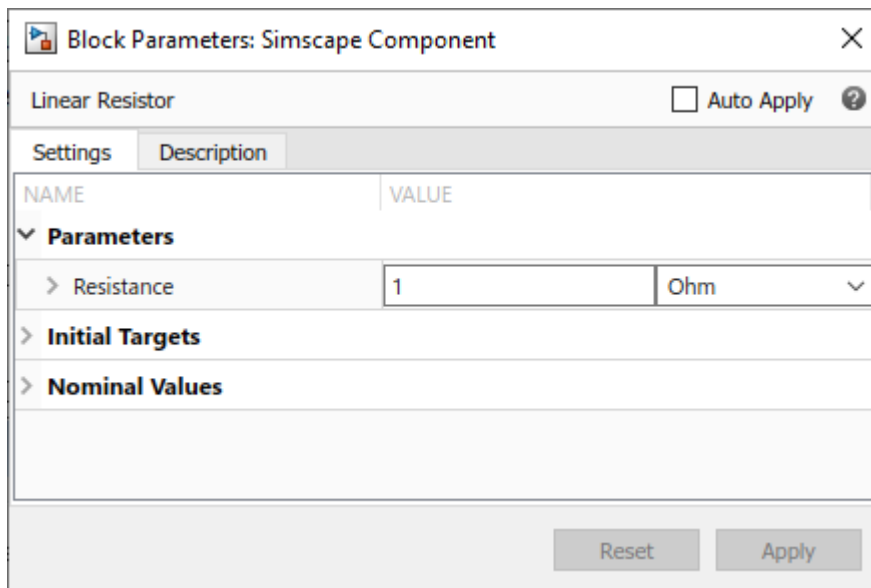 Block Parameters: Simscape Component
Linear Resistor Auto Apply
Settings Description
NAME VALUE
Parameters
Resistance 1 Ohm
Initial Targets
Nominal Values
Reset Apply